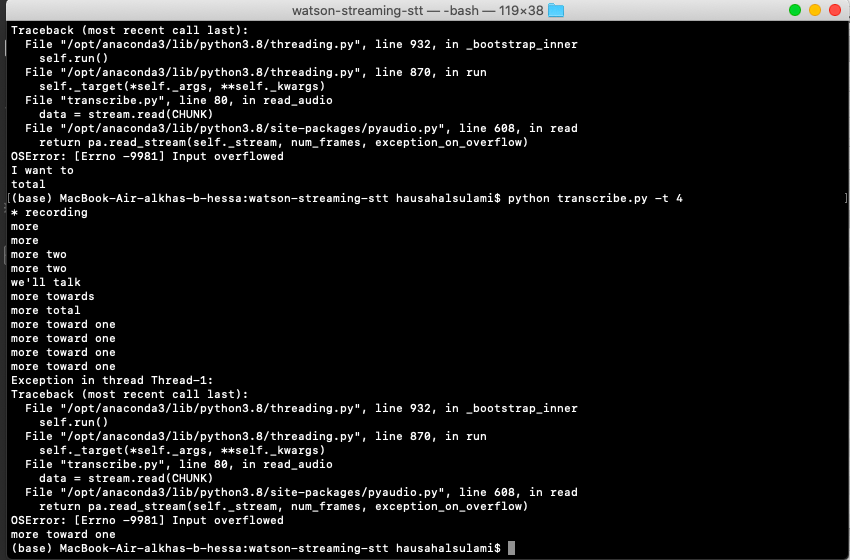 watson-streaming-stt — -bash — 119×38
Traceback (most recent call last):
  File "/opt/anaconda3/lib/python3.8/threading.py", line 932, in _bootstrap_inner
    self.run()
  File "/opt/anaconda3/lib/python3.8/threading.py", line 870, in run
    self._target(*self._args, **self._kwargs)
  File "transcribe.py", line 80, in read_audio
    data = stream.read(CHUNK)
  File "/opt/anaconda3/lib/python3.8/site-packages/pyaudio.py", line 608, in read
    return pa.read_stream(self._stream, num_frames, exception_on_overflow)
OSError: [Errno -9981] Input overflowed
I want to
total
[(base) MacBook-Air-alkhas-b-hessa:watson-streaming-stt hausahalsulami$ python transcribe.py -t 4 ]
* recording
more
more
more two
more two
we'll talk
more towards
more total
more toward one
more toward one
more toward one
more toward one
Exception in thread Thread-1:
Traceback (most recent call last):
  File "/opt/anaconda3/lib/python3.8/threading.py", line 932, in _bootstrap_inner
    self.run()
  File "/opt/anaconda3/lib/python3.8/threading.py", line 870, in run
    self._target(*self._args, **self._kwargs)
  File "transcribe.py", line 80, in read_audio
    data = stream.read(CHUNK)
  File "/opt/anaconda3/lib/python3.8/site-packages/pyaudio.py", line 608, in read
    return pa.read_stream(self._stream, num_frames, exception_on_overflow)
OSError: [Errno -9981] Input overflowed
more toward one
(base) MacBook-Air-alkhas-b-hessa:watson-streaming-stt hausahalsulami$